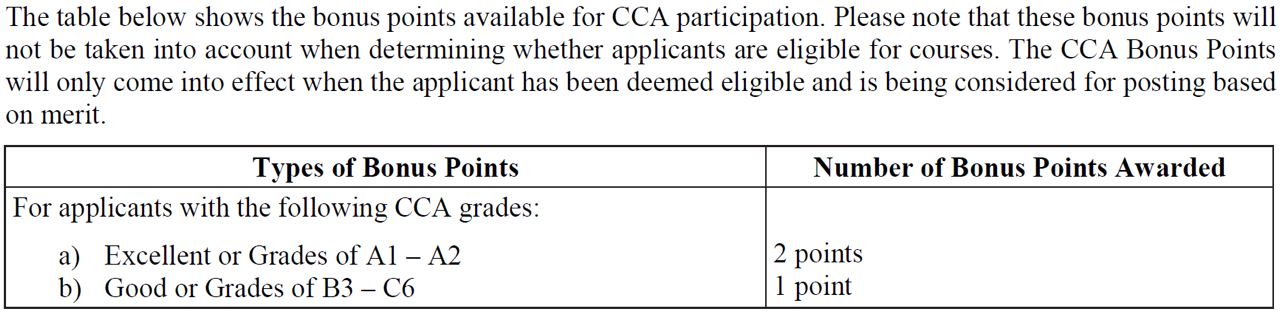 The table below shows the bonus points available for CCA participation. Please note that these bonus points will
not be taken into account when determining whether applicants are eligible for courses. The CCA Bonus Points
will only come into effect when the applicant has been deemed eligible and is being considered for posting based
on merit.
Types of Bonus Points Number of Bonus Points Awarded
For applicants with the following CCA grades:
a) Excellent or Grades of A1 – A2 2 points
b) Good or Grades of B3 – C6 1 point